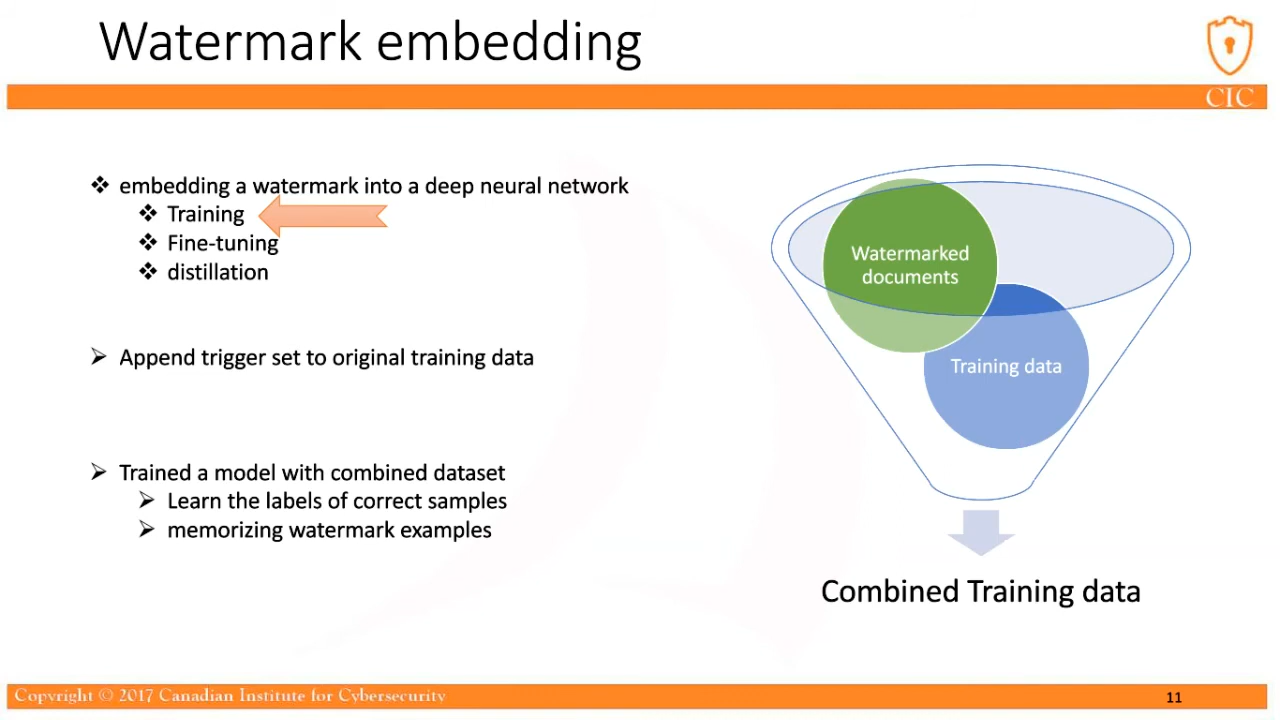 Watermark embedding
CIC
❖ embedding a watermark into a deep neural network
❖ Training
❖ Fine-tuning
❖ distillation
➢ Append trigger set to original training data
➢ Trained a model with combined dataset
➢ Learn the labels of correct samples
➢ memorizing watermark examples
Watermarked
documents
Training data
Combined Training data
Copyright © 2017 Canadian Institute for Cybersecurity
11